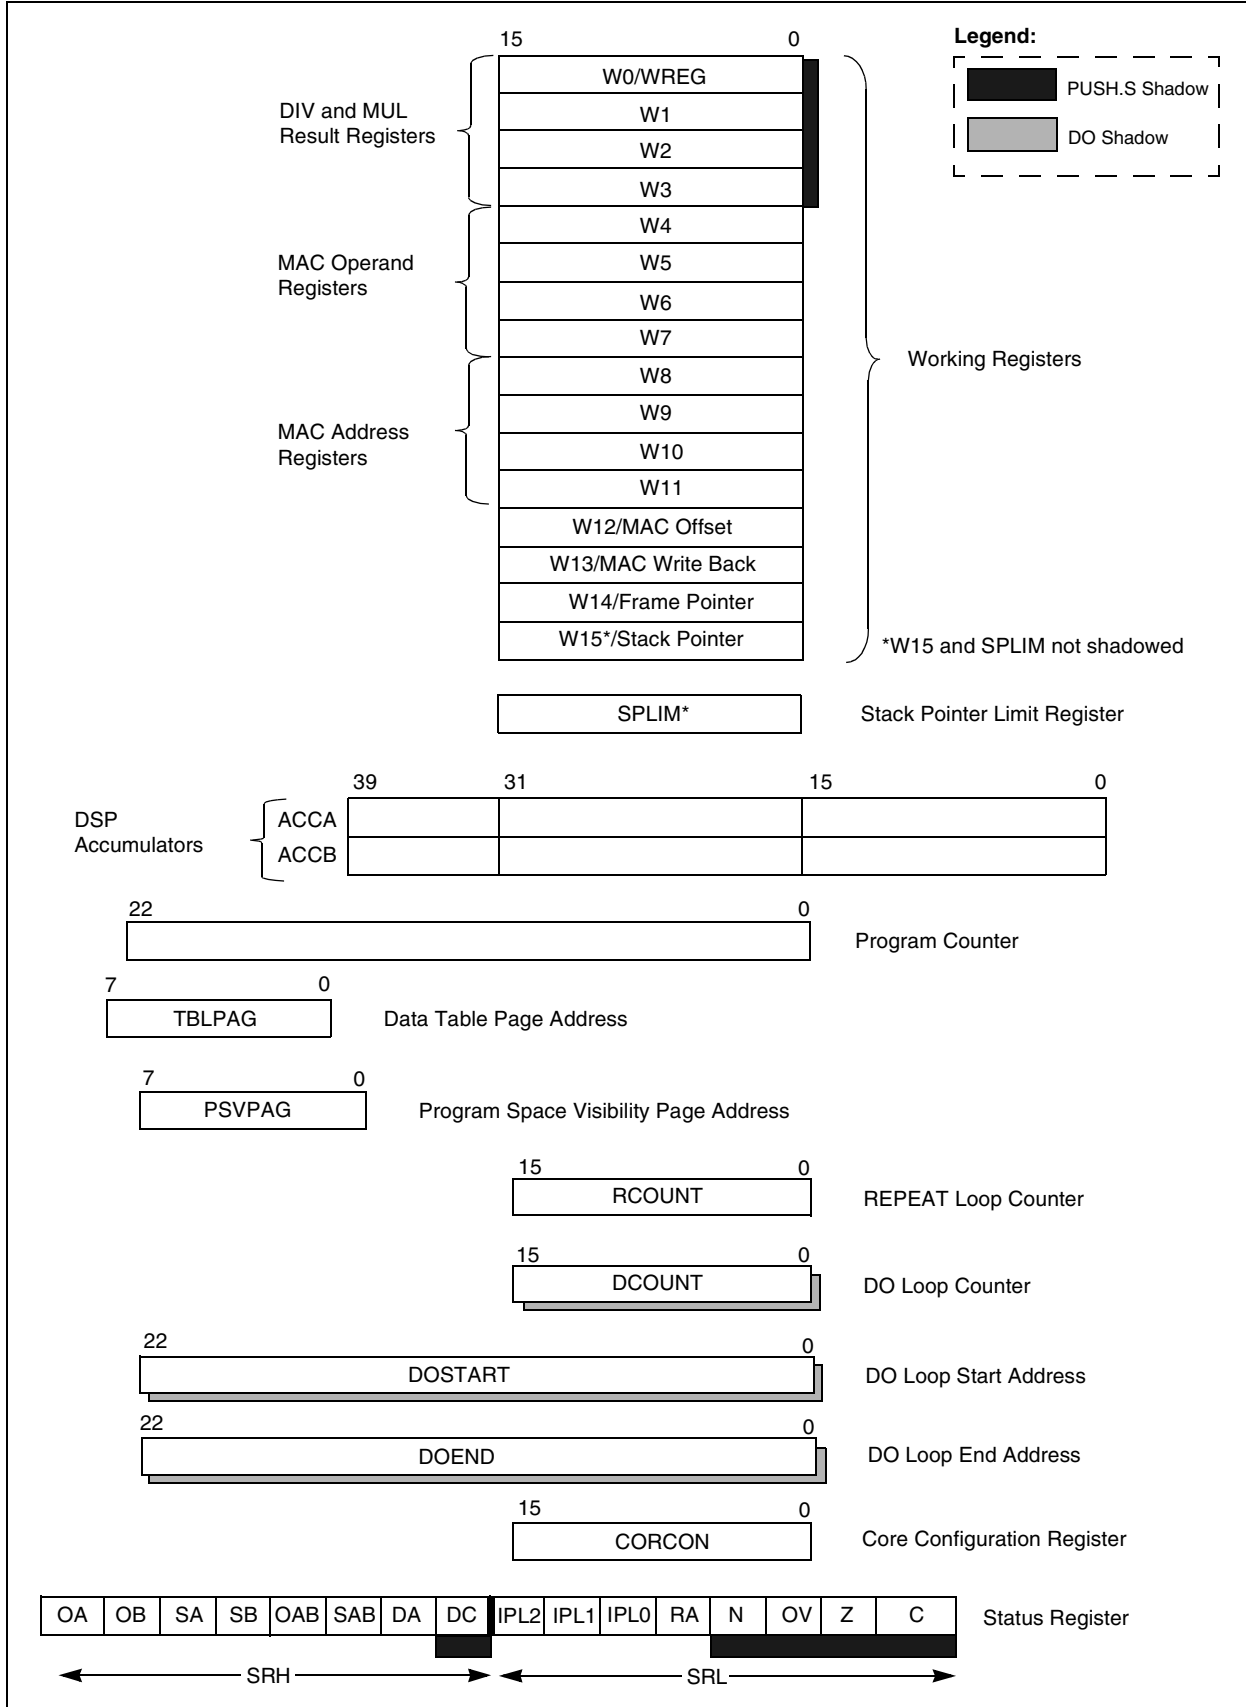 15 0
Legend:
W0/WREG
PUSH.S Shadow
DIV and MUL
Result Registers
W1
DO Shadow
W2
W3
W4
MAC Operand
Registers
W5
W6
W7
Working Registers
W8
W9
MAC Address
Registers
W10
W11
W12/MAC Offset
W13/MAC Write Back
W14/Frame Pointer
W15*/Stack Pointer
*W15 and SPLIM not shadowed
SPLIM*
Stack Pointer Limit Register
39 31 15 0
DSP
Accumulators
ACCA
ACCB
22 0
Program Counter
7 0
TBLPAG
Data Table Page Address
7 0
PSVPAG
Program Space Visibility Page Address
15 0
RCOUNT
REPEAT Loop Counter
15 0
DCOUNT
DO Loop Counter
22 0
DOSTART
DO Loop Start Address
22 0
DOEND
DO Loop End Address
15 0
CORCON
Core Configuration Register
OA OB SA SB OAB SAB DA DC IPL2 IPL1 IPL0 RA N OV Z C
Status Register
SRH SRL